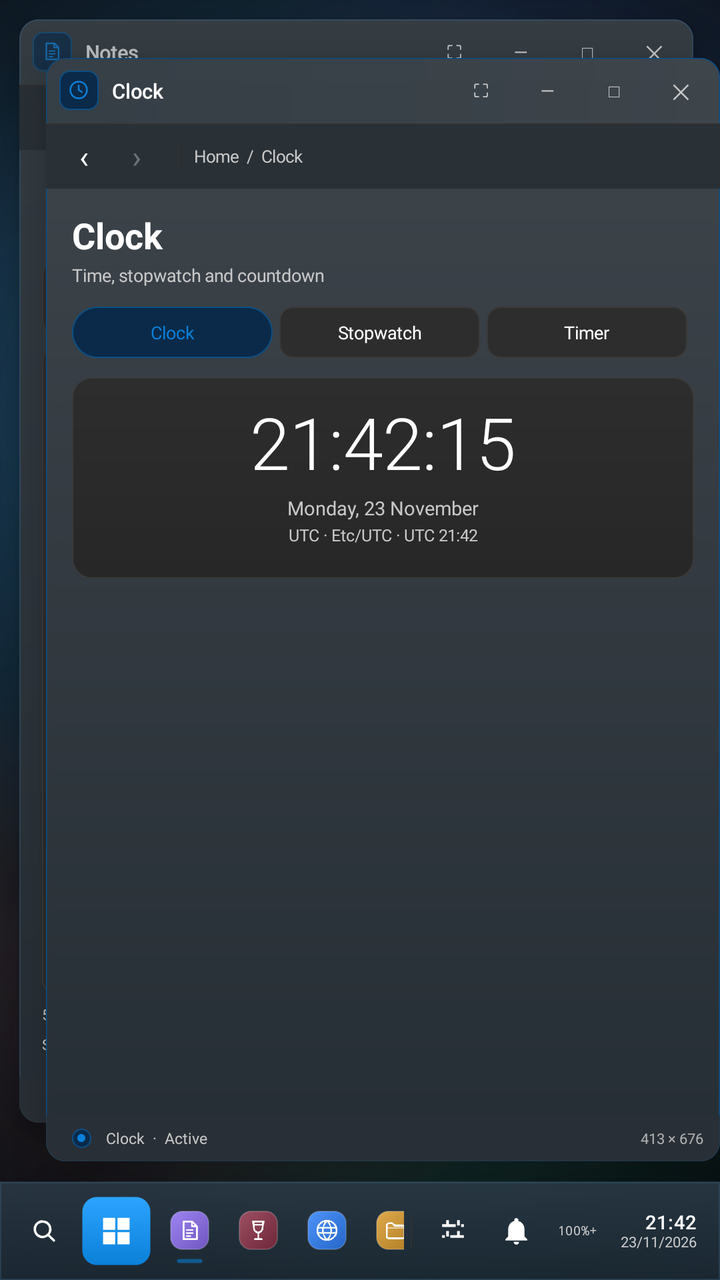 Notes
Clock
Home / Clock
Clock
Time, stopwatch and countdown
Clock
Stopwatch
Timer
21:42:15
Monday, 23 November
UTC · Etc/UTC · UTC 21:42
Clock · Active
413 × 676
100%+
21:42
23/11/2026